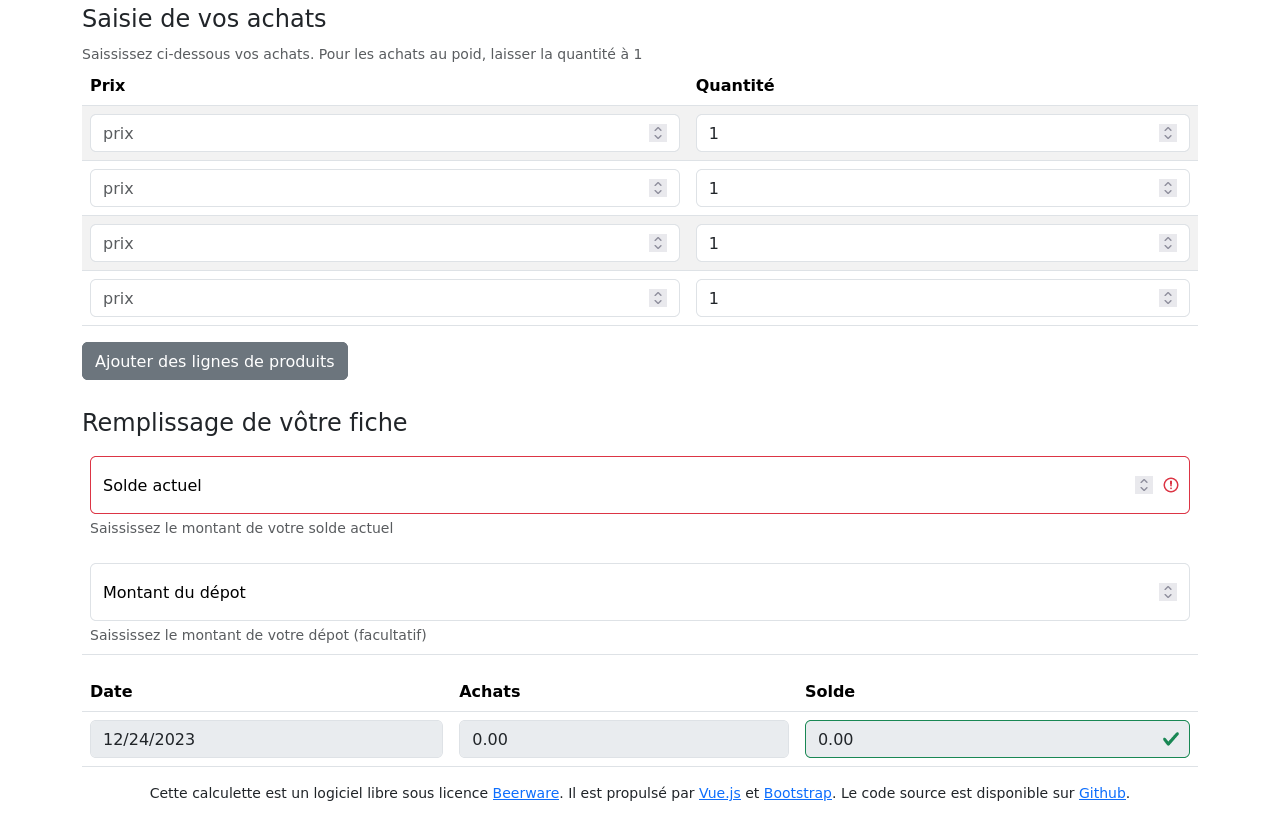 Saisie de vos achats
Saississez ci-dessous vos achats. Pour les achats au poid, laisser la quantité à 1
Prix Quantité
prix 1
prix 1
prix 1
prix 1
Ajouter des lignes de produits
Remplissage de vôtre fiche
Solde actuel
Saississez le montant de votre solde actuel
Montant du dépot
Saississez le montant de votre dépot (facultatif)
Date Achats Solde
12/24/2023 0.00 0.00
Cette calculette est un logiciel libre sous licence Beerware. Il est propulsé par Vue.js et Bootstrap. Le code source est disponible sur Github.